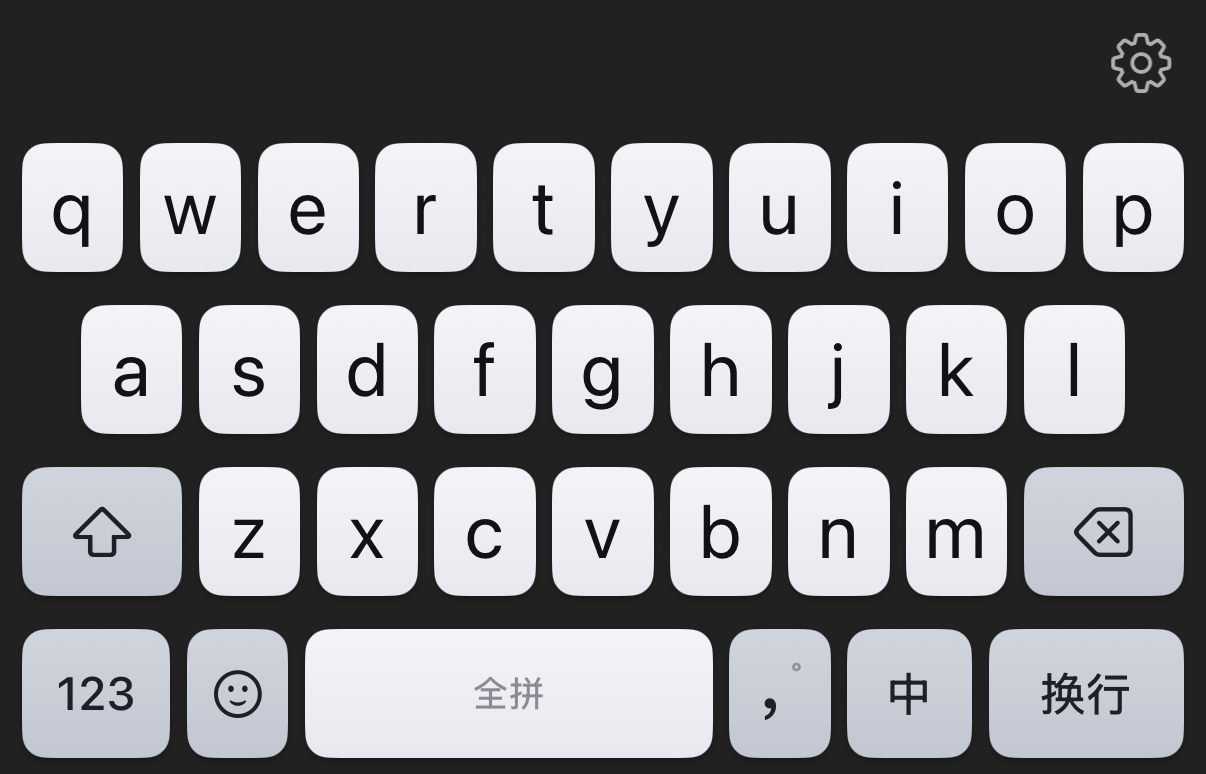 q w e r t y u i o p
a s d f g h j k l
z x c v b n m
123 全拼 ，。 中 换行